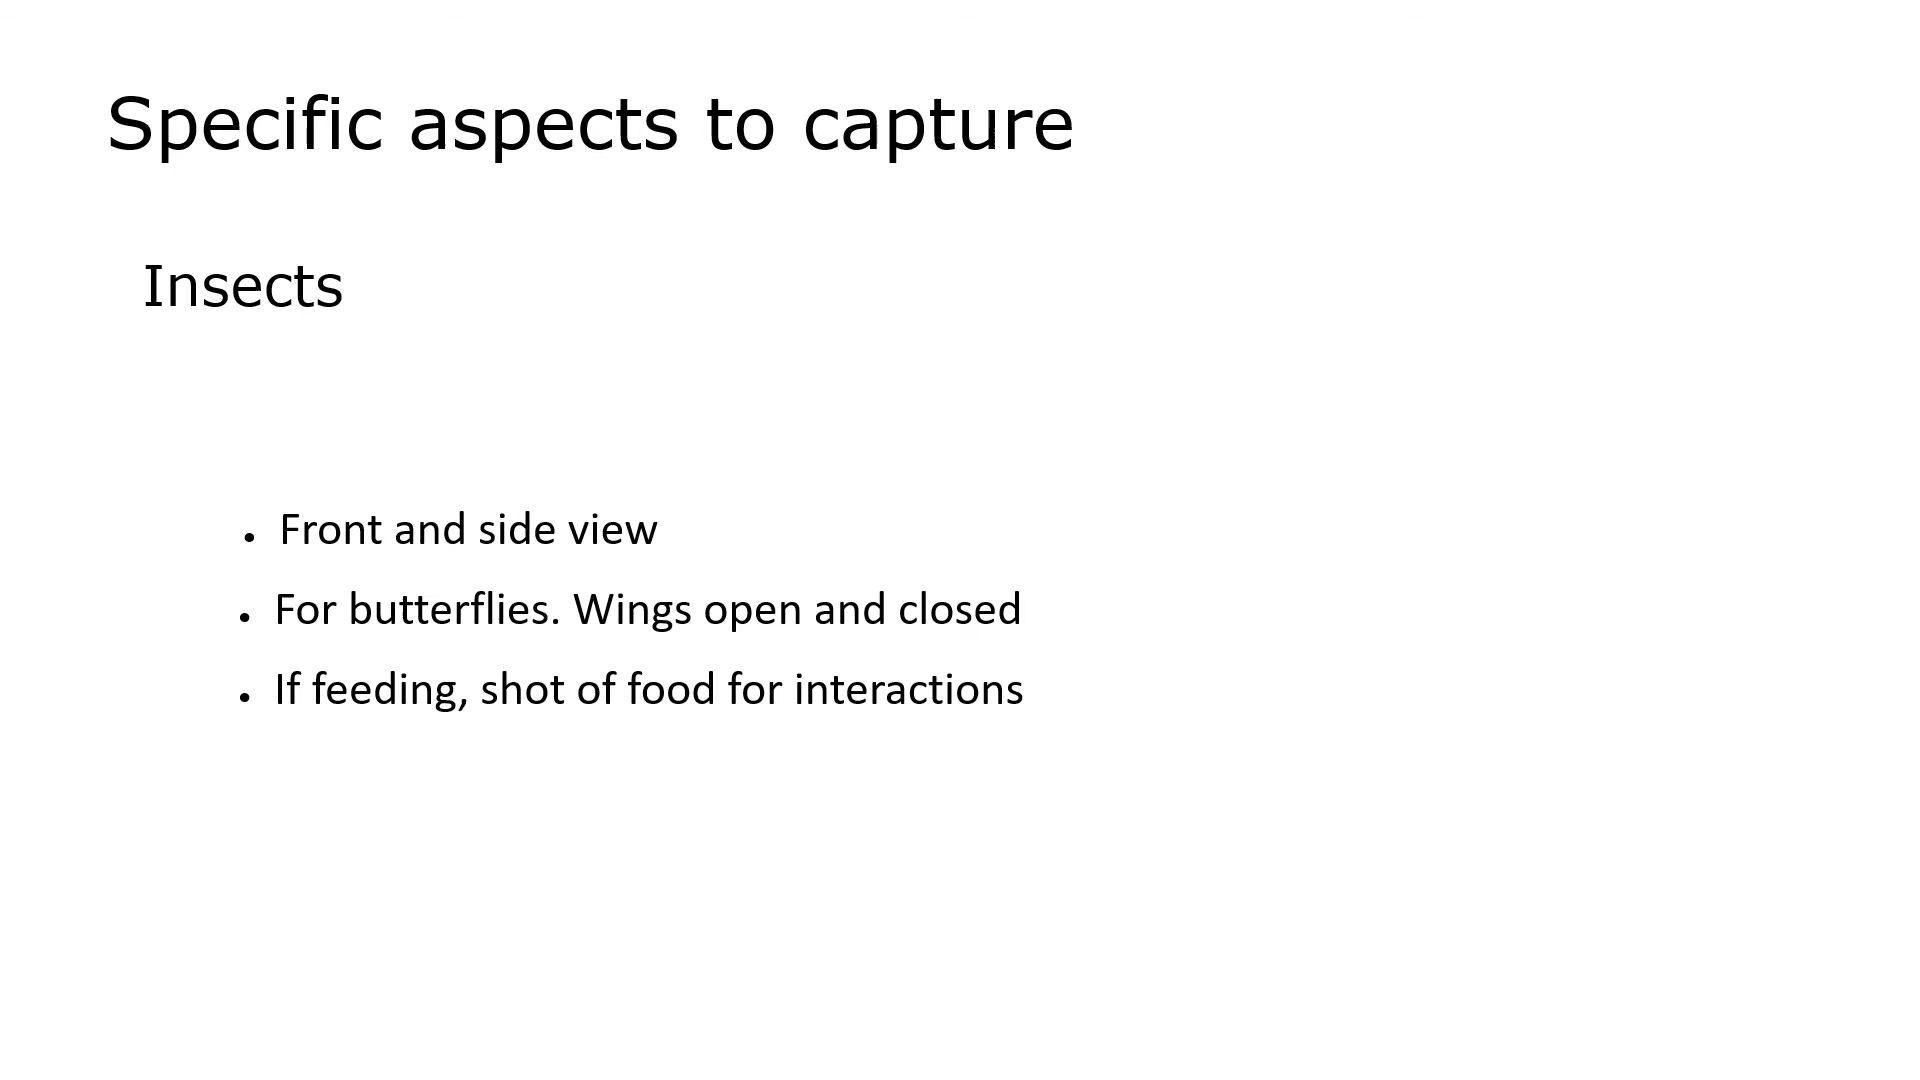 Specific aspects to capture
Insects
• Front and side view
• For butterflies. Wings open and closed
• If feeding, shot of food for interactions